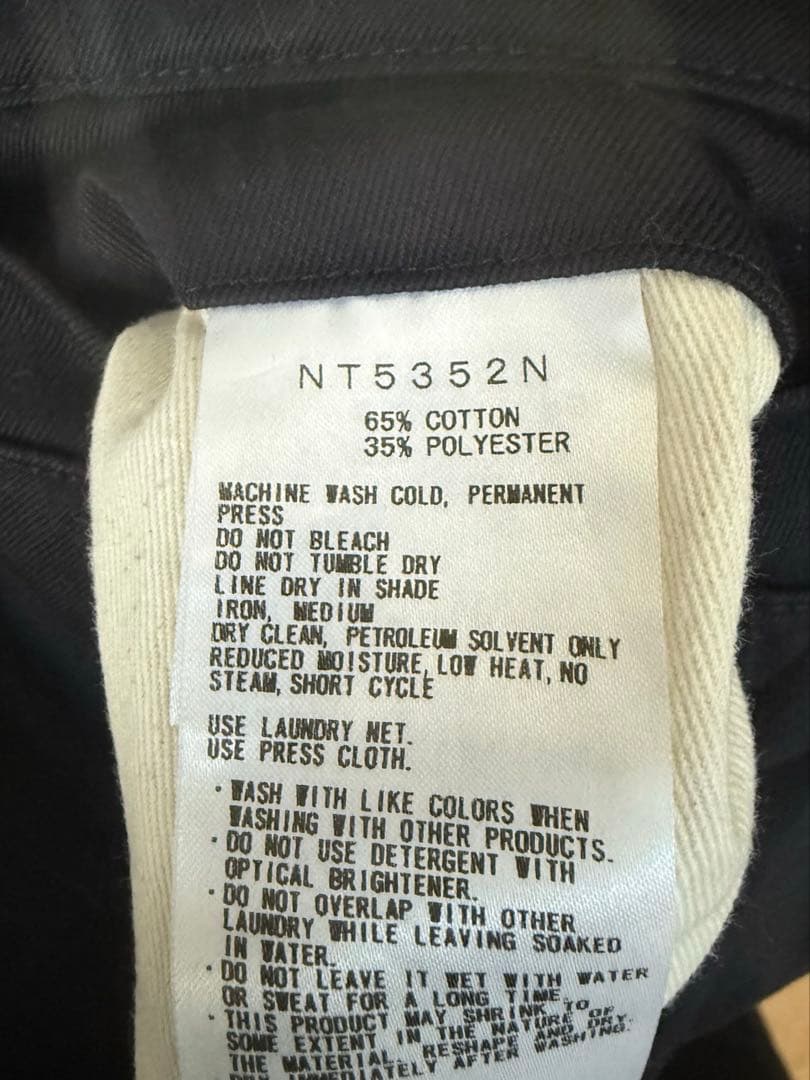 NT5352N
65% COTTON
35% POLYESTER
MACHINE WASH COLD, PERMANENT
PRESS
DO NOT BLEACH
DO NOT TUMBLE DRY
LINE DRY IN SHADE
IRON, MEDIUM
DRY CLEAN, PETROLEUM SOLVENT ONLY
REDUCED MOISTURE, LOW HEAT, NO
STEAM, SHORT CYCLE
USE LAUNDRY NET.
USE PRESS CLOTH.
・WASH WITH LIKE COLORS WHEN
WASHING WITH OTHER PRODUCTS.
・DO NOT USE DETERGENT WITH
OPTICAL BRIGHTENER.
・DO NOT OVERLAP WITH OTHER
LAUNDRY WHILE LEAVING SOAKED
IN WATER.
・DO NOT LEAVE IT WET WITH WATER
OR SWEAT FOR A LONG TIME.
・THIS PRODUCT MAY SHRINK TO
SOME EXTENT IN THE NATURE OF
THE MATERIAL. RESHAPE AND DRY
IMMEDIATELY AFTER WASHING.